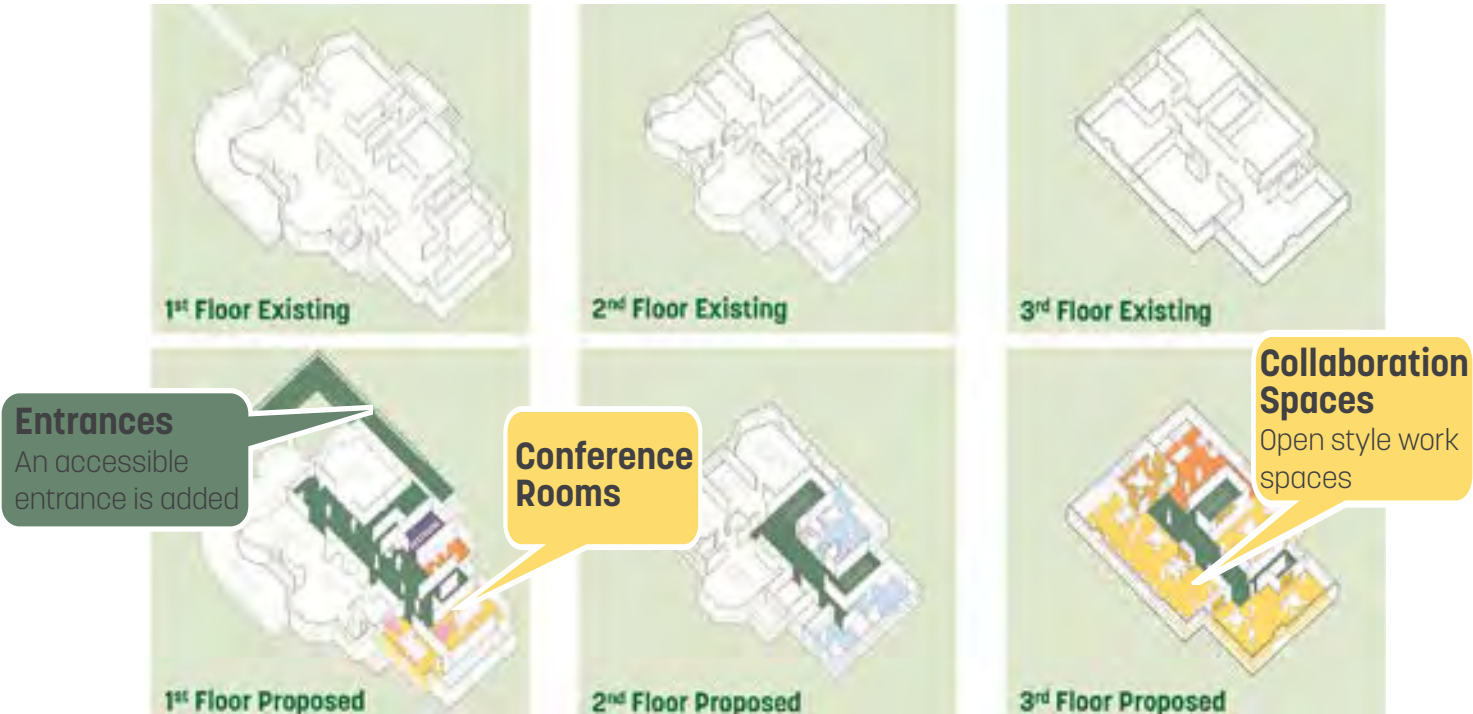 1st Floor Existing
2nd Floor Existing
3rd Floor Existing
Entrances
An accessible
entrance is added
Conference
Rooms
Collaboration
Spaces
Open style work
spaces
1st Floor Proposed
2nd Floor Proposed
3rd Floor Proposed